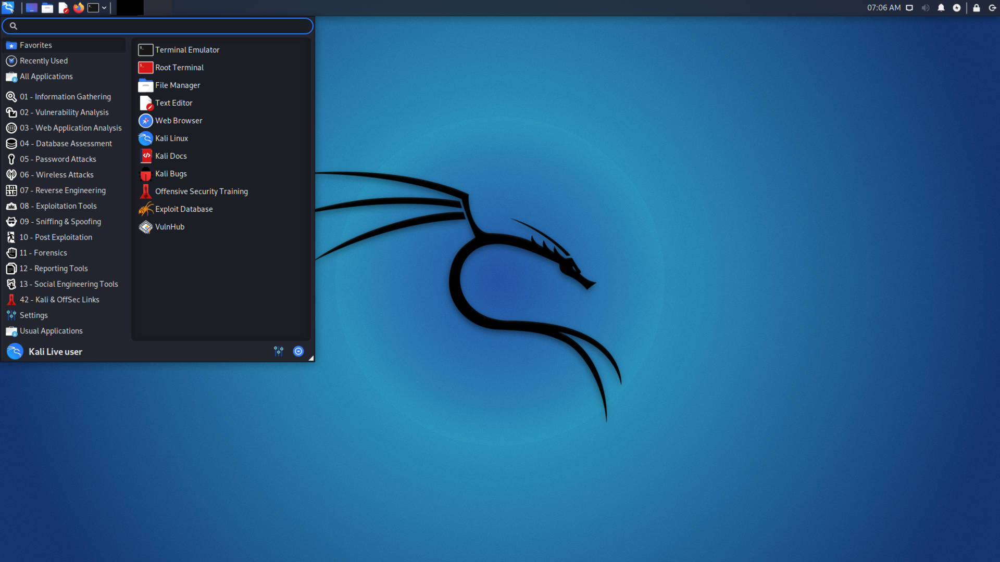 07:06 AM
Favorites
Recently Used
All Applications
01 - Information Gathering
02 - Vulnerability Analysis
03 - Web Application Analysis
04 - Database Assessment
05 - Password Attacks
06 - Wireless Attacks
07 - Reverse Engineering
08 - Exploitation Tools
09 - Sniffing & Spoofing
10 - Post Exploitation
11 - Forensics
12 - Reporting Tools
13 - Social Engineering Tools
42 - Kali & OffSec Links
Settings
Usual Applications
Terminal Emulator
Root Terminal
File Manager
Text Editor
Web Browser
Kali Linux
Kali Docs
Kali Bugs
Offensive Security Training
Exploit Database
VulnHub
Kali Live user